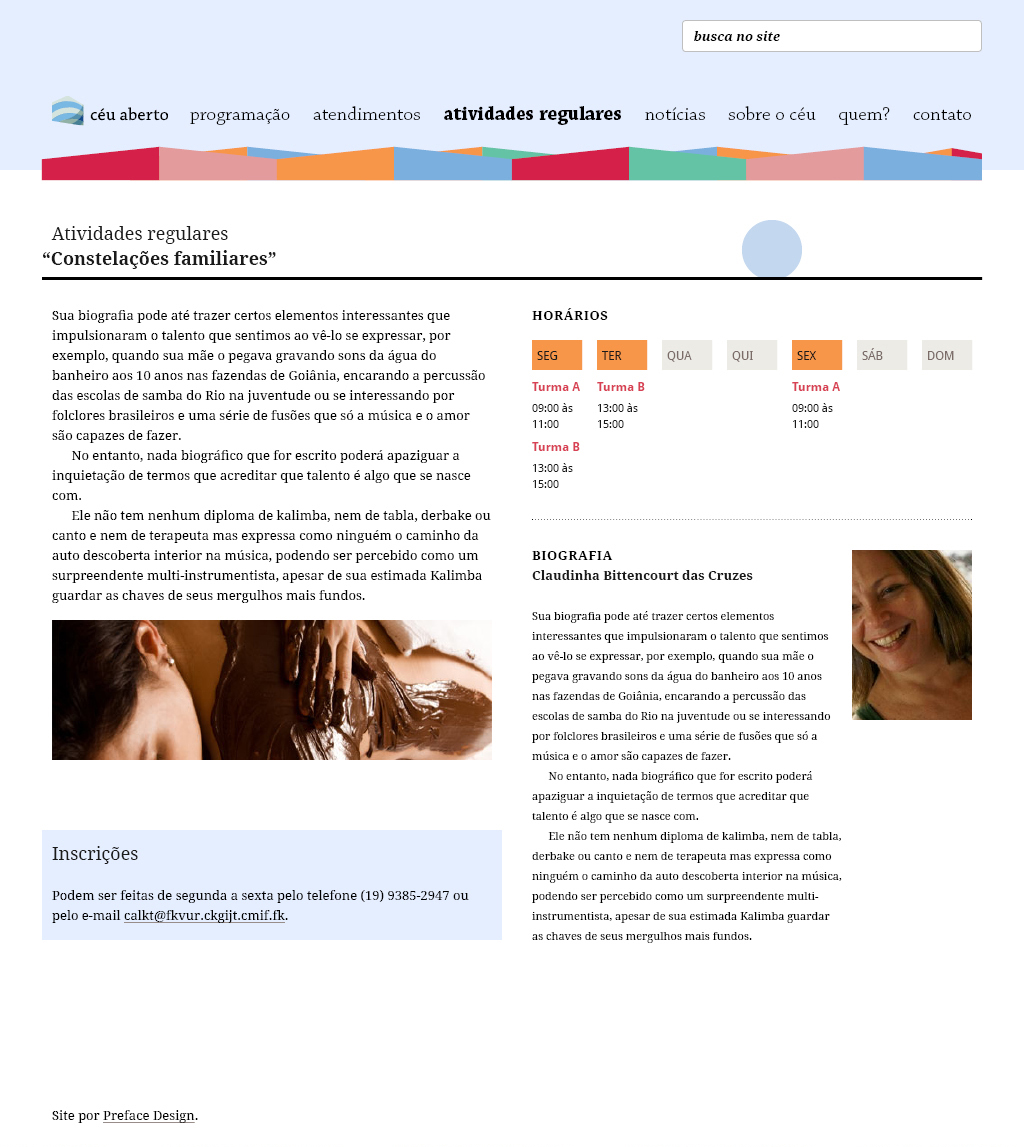 busca no site
céu aberto programação atendimentos atividades regulares notícias sobre o céu quem? contato
Atividades regulares
“Constelações familiares”
Sua biografia pode até trazer certos elementos interessantes que
impulsionaram o talento que sentimos ao vê-lo se expressar, por
exemplo, quando sua mãe o pegava gravando sons da água do
banheiro aos 10 anos nas fazendas de Goiânia, encarando a percussão
das escolas de samba do Rio na juventude ou se interessando por
folclores brasileiros e uma série de fusões que só a música e o amor
são capazes de fazer.
No entanto, nada biográfico que for escrito poderá apaziguar a
inquietação de termos que acreditar que talento é algo que se nasce
com.
Ele não tem nenhum diploma de kalimba, nem de tabla, derbake ou
canto e nem de terapeuta mas expressa como ninguém o caminho da
auto descoberta interior na música, podendo ser percebido como um
surpreendente multi-instrumentista, apesar de sua estimada Kalimba
guardar as chaves de seus mergulhos mais fundos.
Inscrições
Podem ser feitas de segunda a sexta pelo telefone (19) 9385-2947 ou
pelo e-mail calkt@fkvur.ckgijt.cmif.fk.
HORÁRIOS
SEG TER QUA QUI SEX SÁB DOM
Turma A Turma B Turma A
09:00 às 13:00 às 09:00 às
11:00 15:00 11:00
Turma B
13:00 às
15:00
BIOGRAFIA
Claudinha Bittencourt das Cruzes
Sua biografia pode até trazer certos elementos
interessantes que impulsionaram o talento que sentimos
ao vê-lo se expressar, por exemplo, quando sua mãe o
pegava gravando sons da água do banheiro aos 10 anos
nas fazendas de Goiânia, encarando a percussão das
escolas de samba do Rio na juventude ou se interessando
por folclores brasileiros e uma série de fusões que só a
música e o amor são capazes de fazer.
No entanto, nada biográfico que for escrito poderá
apaziguar a inquietação de termos que acreditar que
talento é algo que se nasce com.
Ele não tem nenhum diploma de kalimba, nem de tabla,
derbake ou canto e nem de terapeuta mas expressa como
ninguém o caminho da auto descoberta interior na música,
podendo ser percebido como um surpreendente multi-
instrumentista, apesar de sua estimada Kalimba guardar
as chaves de seus mergulhos mais fundos.
Site por Preface Design.